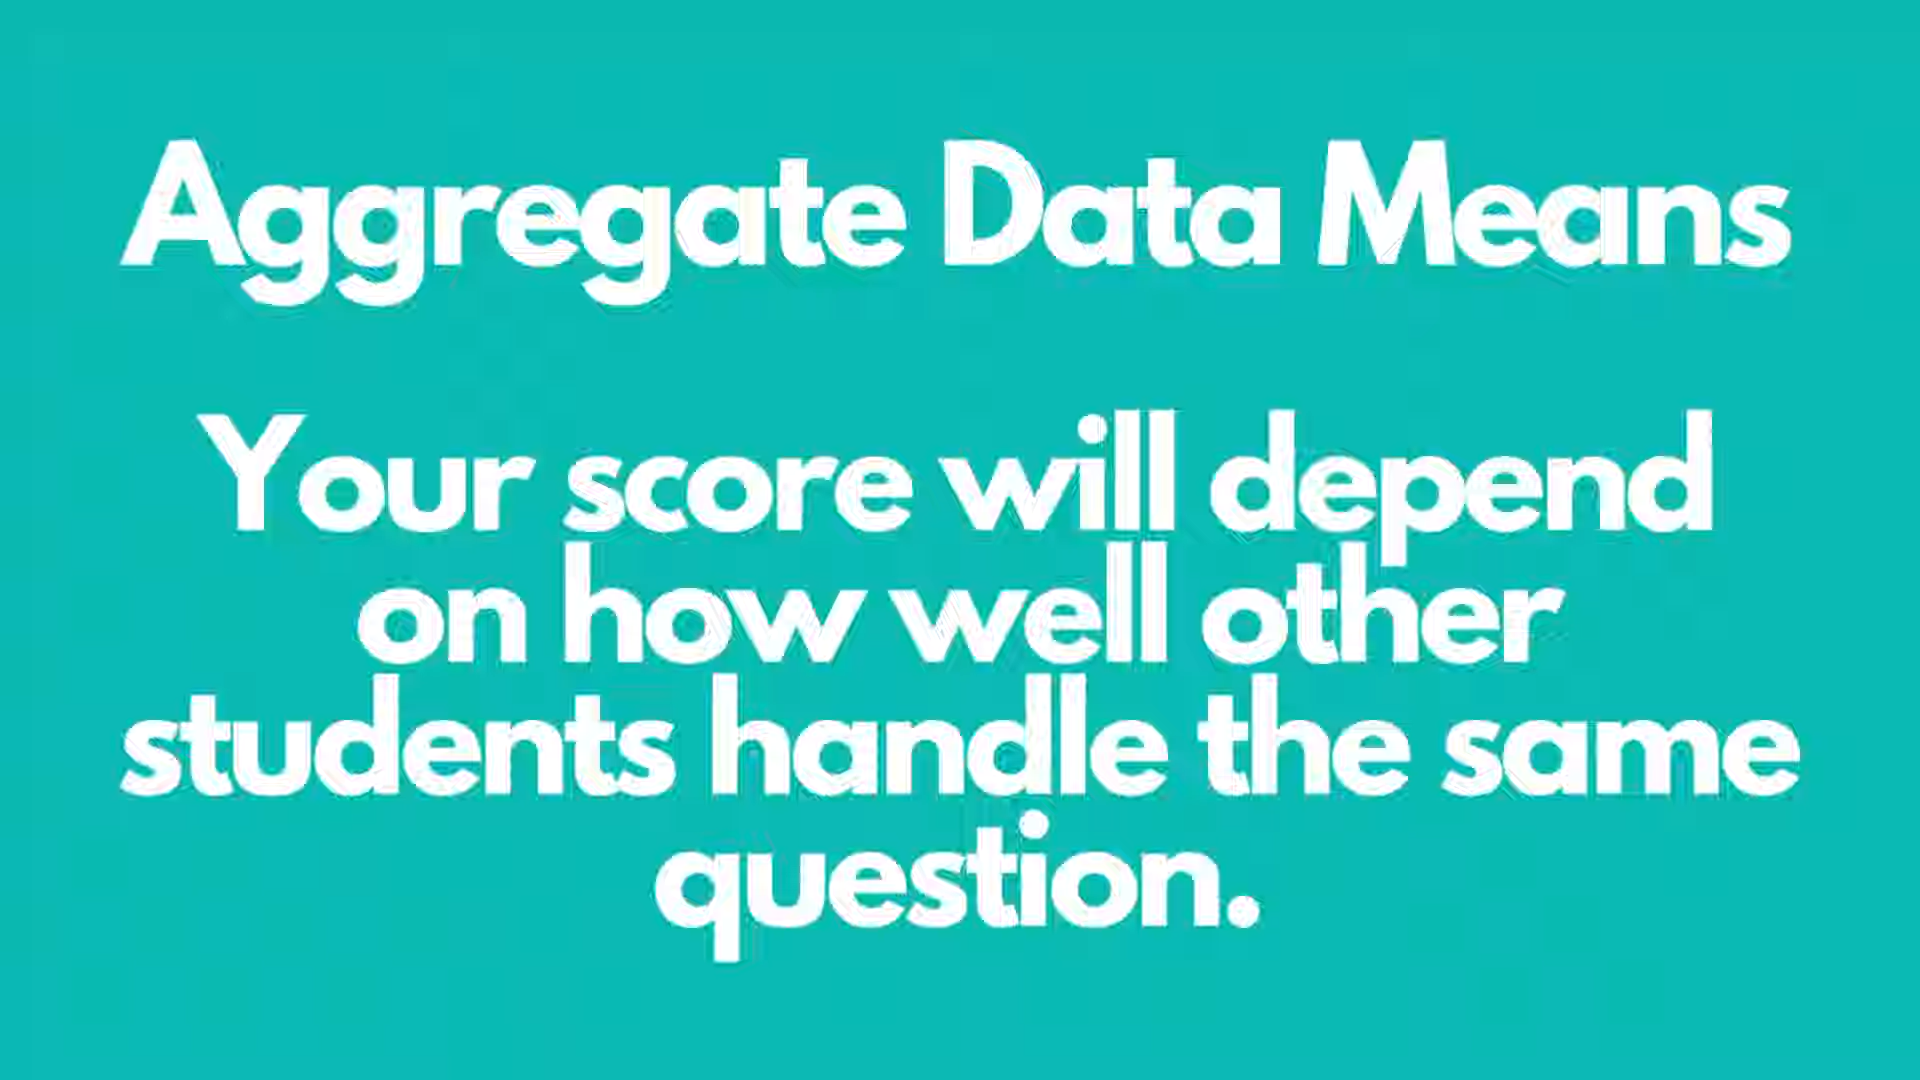 Aggregate Data Means
Your score will depend
on how well other
students handle the same
question.